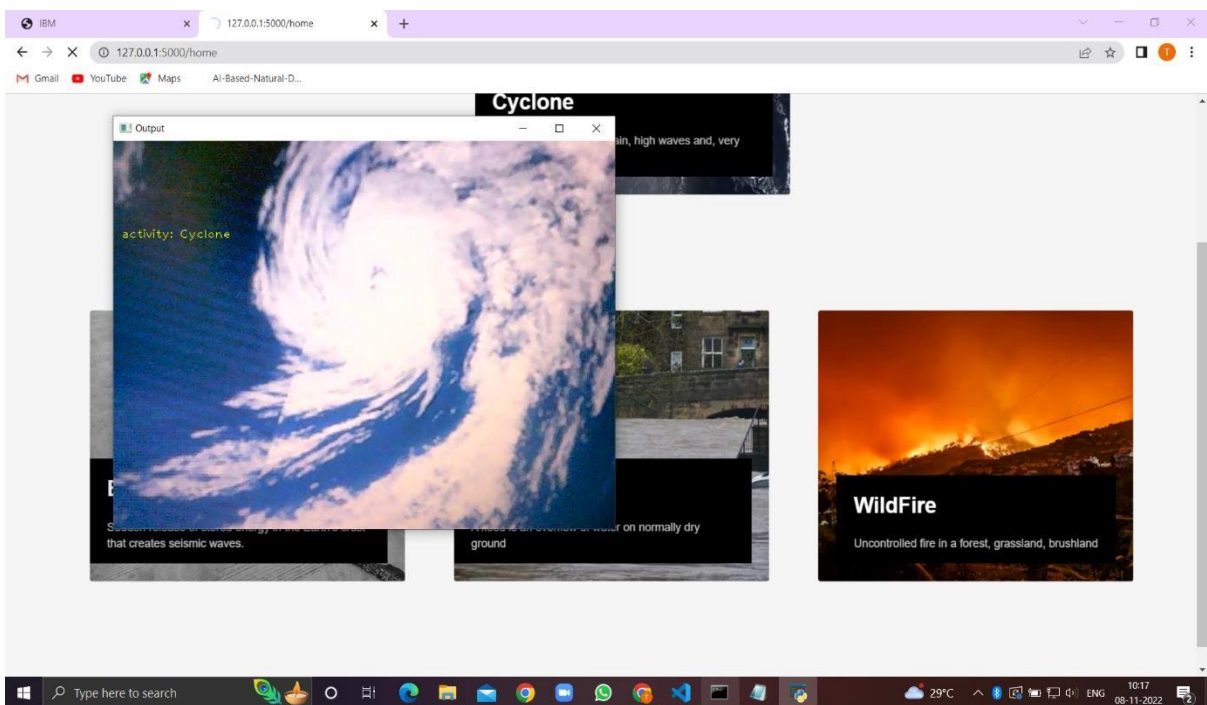 IBM
127.0.0.1:5000/home
127.0.0.1:5000/home
Gmail YouTube Maps AI-Based-Natural-D...
Cyclone
ain, high waves and, very
Output
activity: Cyclone
E
that creates seismic waves.
on normally dry
ground
WildFire
Uncontrolled fire in a forest, grassland, brushland
Type here to search
29°C
ENG
10:17
08-11-2022
2